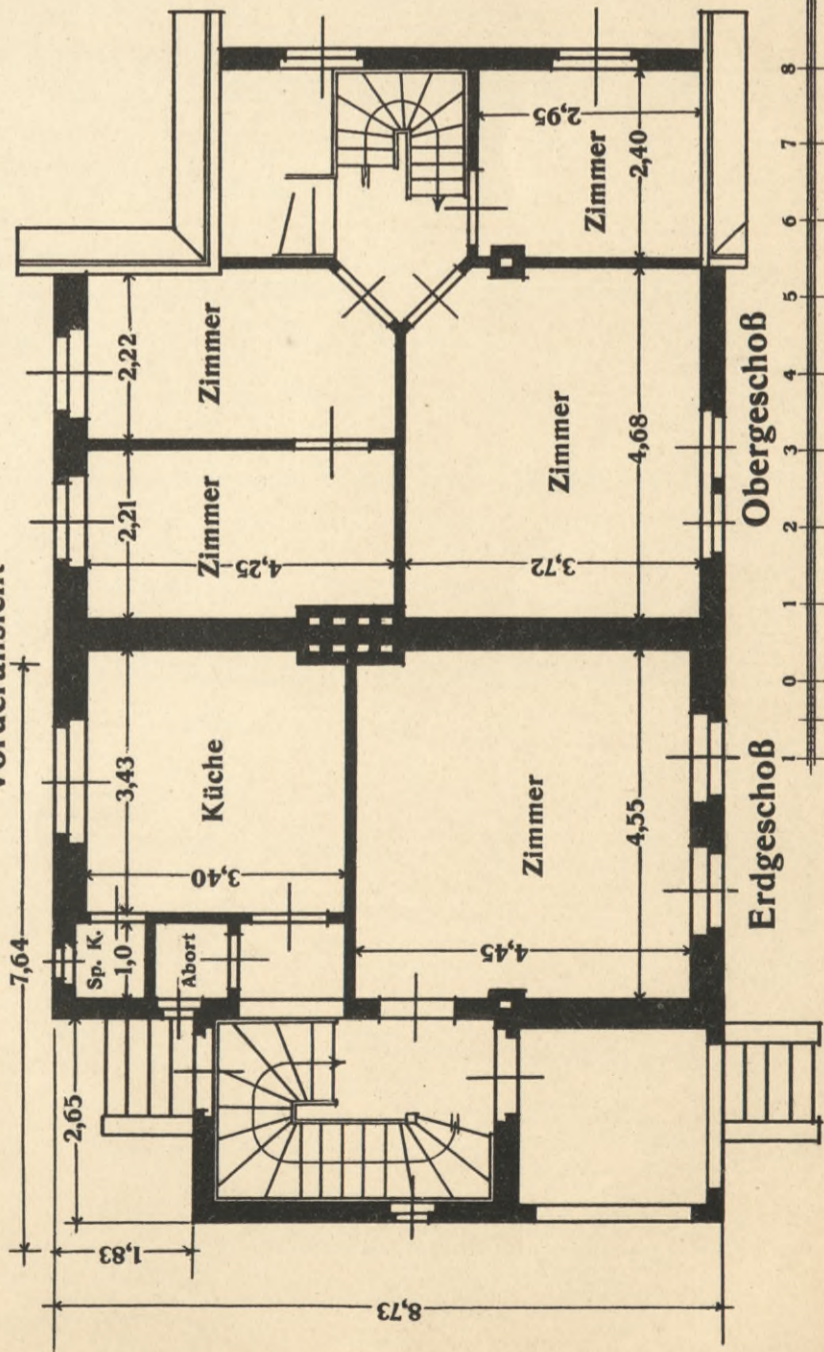 Vorderansicht
7,64
2,65
1,83
8,73
Sp. K.
1,0
Abort
3,43
Küche
3,40
Zimmer
4,55
4,45
2,21
Zimmer
4,25
2,22
Zimmer
Zimmer
4,68
3,72
Zimmer
2,40
2,95
Erdgeschoß
Obergeschoß
1 0 1 2 3 4 5 6 7 8